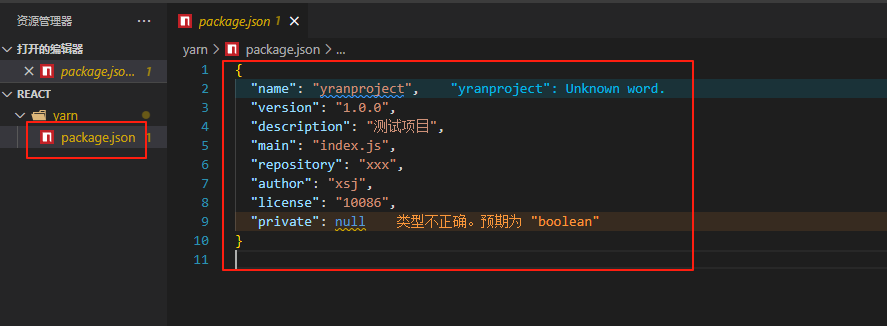 资源管理器 ···
打开的编辑器
package.jso... 1
REACT
yarn
package.json 1
package.json 1
yarn > package.json > ...
1 {
2 "name": "yranproject", "yranproject": Unknown word.
3 "version": "1.0.0",
4 "description": "测试项目",
5 "main": "index.js",
6 "repository": "xxx",
7 "author": "xsj",
8 "license": "10086",
9 "private": null 类型不正确。预期为 "boolean"
10 }
11